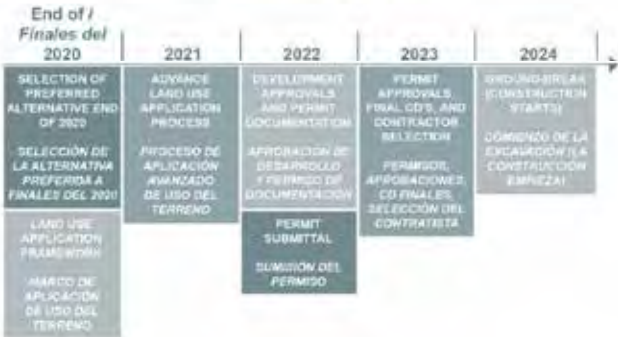 End of /
Finales del
2020
2021
2022
2023
2024
SELECTION OF
PREFERRED
ALTERNATIVE END
OF 2020
SELECCIÓN DE
LA ALTERNATIVA
PREFERIDA A
FINALES DEL 2020
LAND USE
APPLICATION
FRAMEWORK
MARCO DE
APLICACIÓN
DE USO DEL
TERRENO
ADVANCE
LAND USE
APPLICATION
PROCESS
PROCESO DE
APLICACIÓN
AVANZADO
DE USO DEL
TERRENO
DEVELOPMENT
APPROVALS
AND PERMIT
DOCUMENTATION
APROBACION DE
DESARROLLO
Y PERMISO DE
DOCUMENTACIÓN
PERMIT
SUBMITTAL
SUMISIÓN DEL
PERMISO
PERMIT
APPROVALS
FINAL CD'S, AND
CONTRACTOR
SELECTION
PERMISOS,
APROBACIONES,
CD FINALES,
SELECCIÓN DEL
CONTRATISTA
GROUND-BREAK
(CONSTRUCTION
STARTS)
COMIENZO DE LA
EXCAVACIÓN (LA
CONSTRUCCIÓN
EMPIEZA)